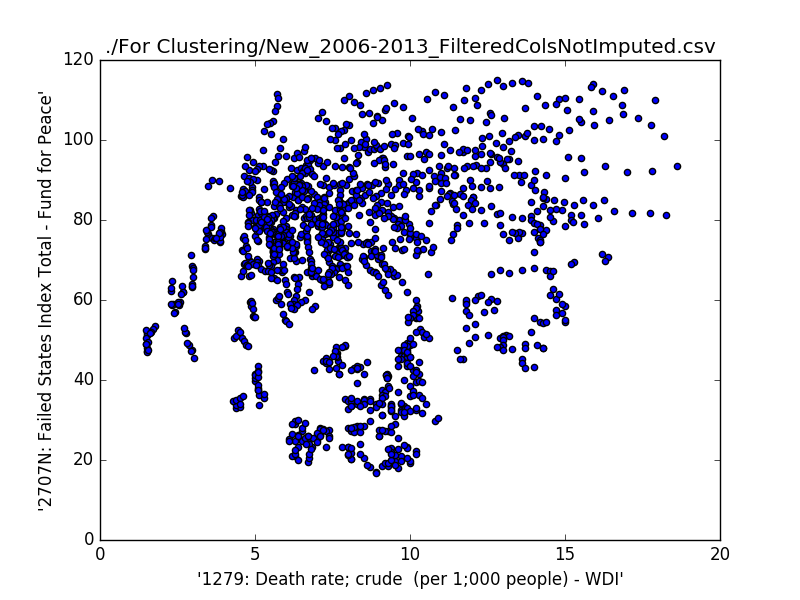 ./For Clustering/New_2006-2013_FilteredColsNotImputed.csv
120
100
80
60
40
20
0
'2707N: Failed States Index Total - Fund for Peace'
0 5 10 15 20
'1279: Death rate; crude  (per 1;000 people) - WDI'